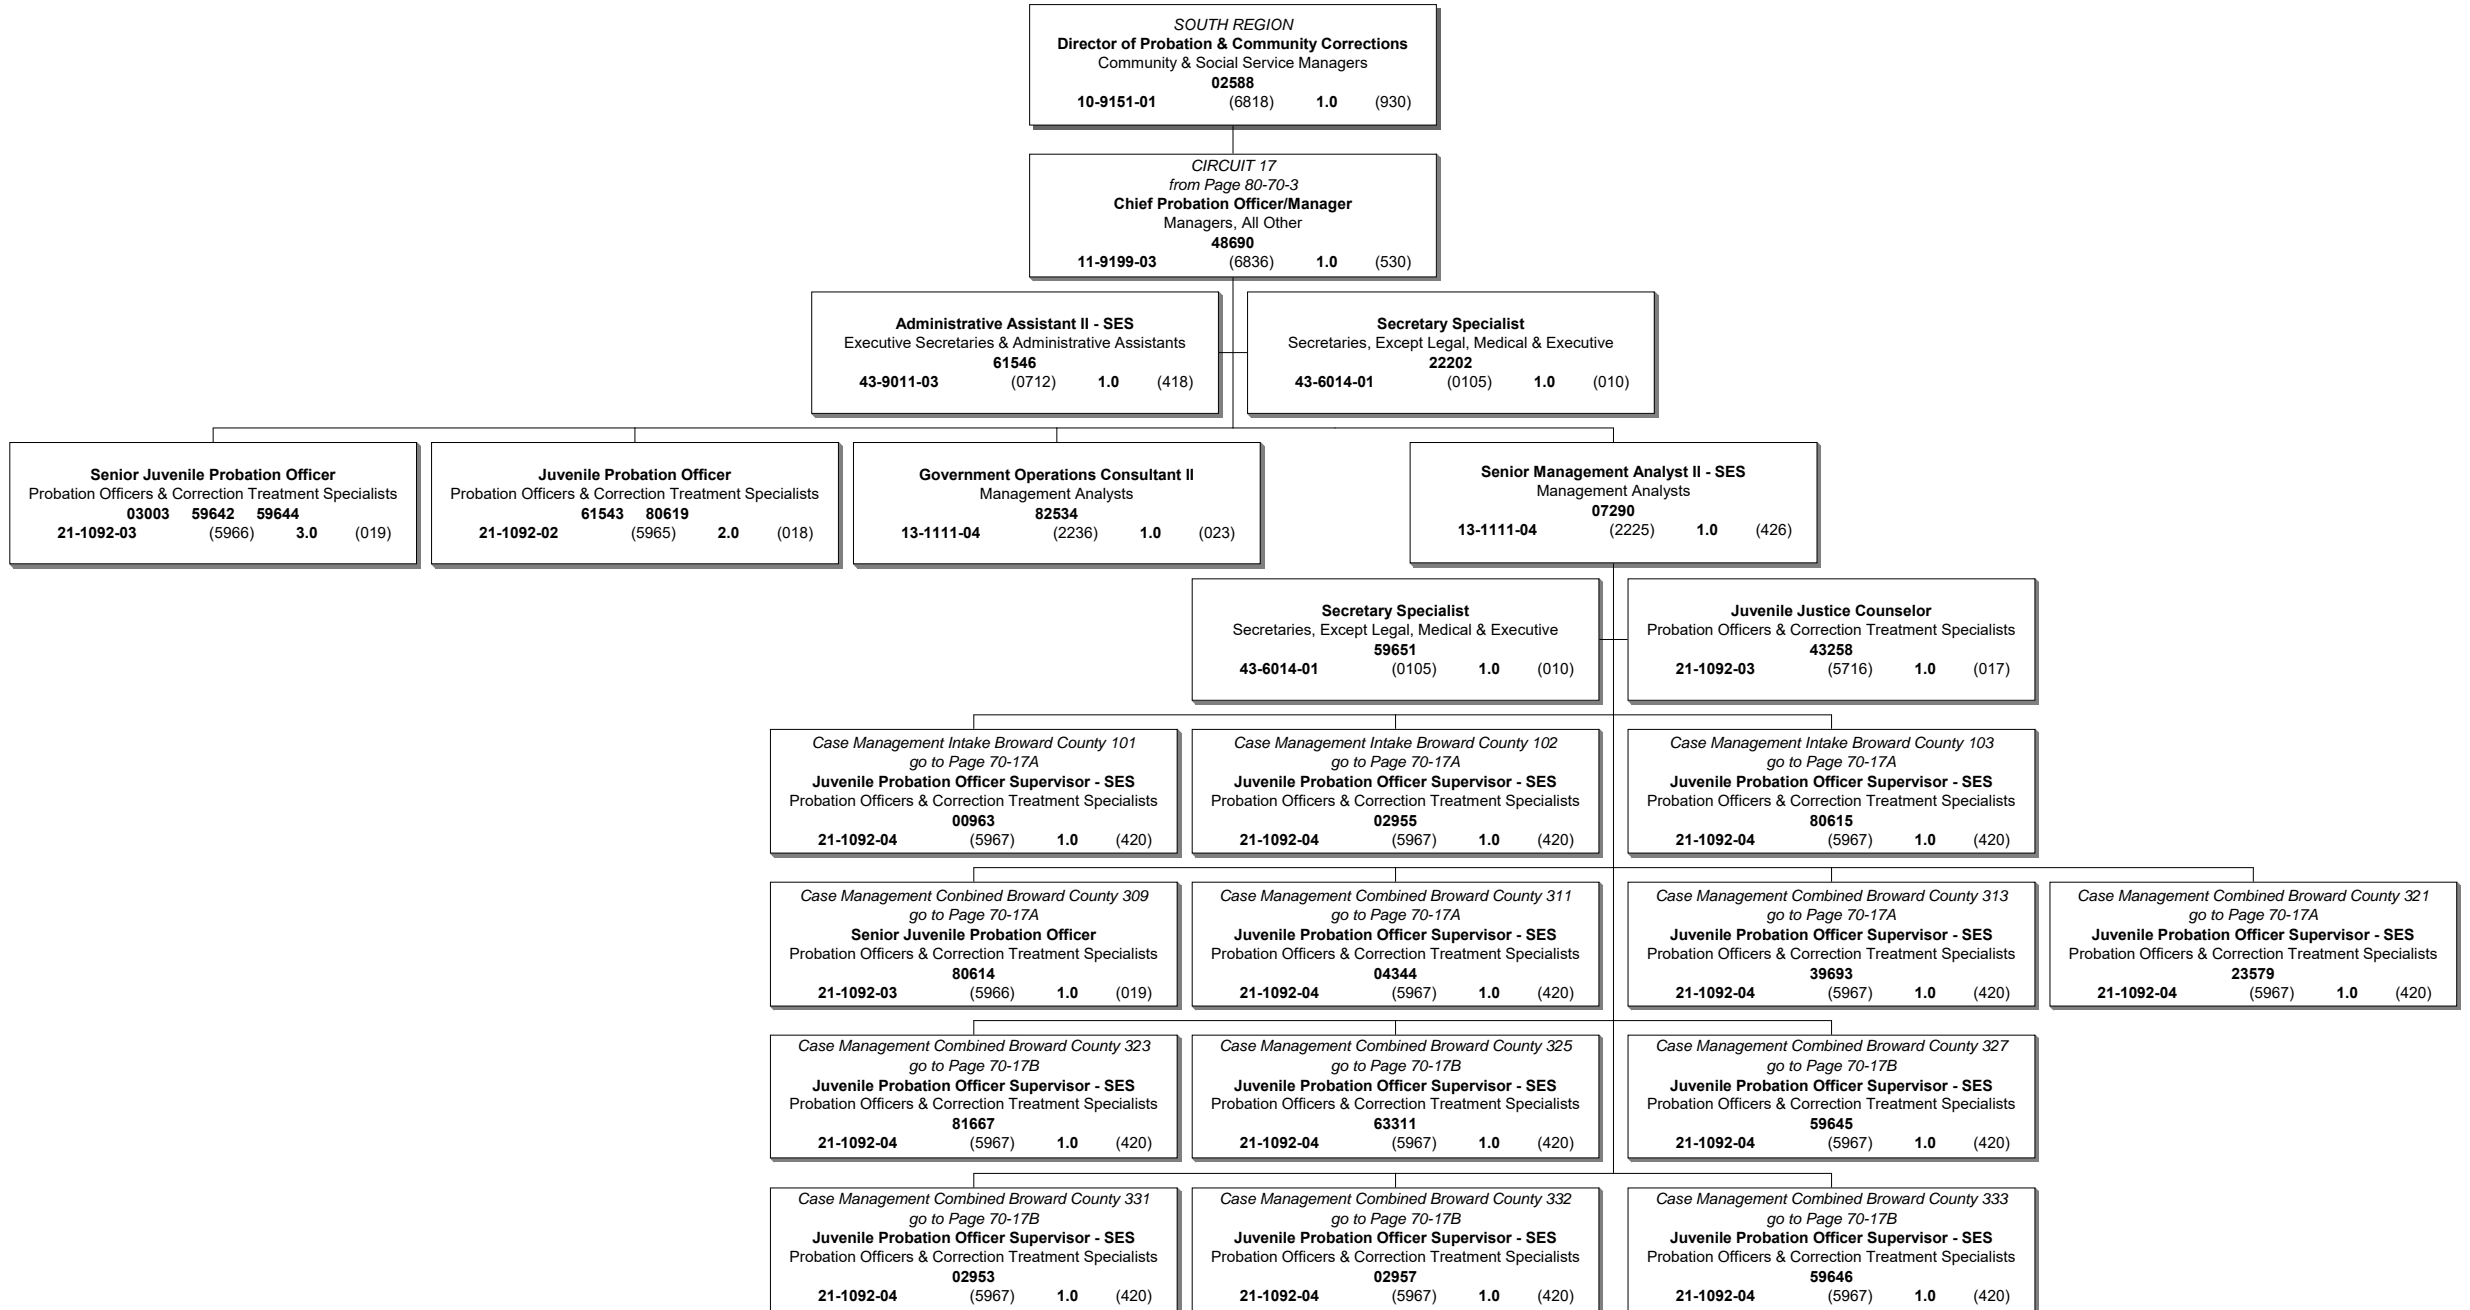 SOUTH REGION
Director of Probation & Community Corrections
Community & Social Service Managers
02588
10-9151-01 (6818) 1.0 (930)
CIRCUIT 17
from Page 80-70-3
Chief Probation Officer/Manager
Managers, All Other
48690
11-9199-03 (6836) 1.0 (530)
Administrative Assistant II - SES
Executive Secretaries & Administrative Assistants
61546
43-9011-03 (0712) 1.0 (418)
Secretary Specialist
Secretaries, Except Legal, Medical & Executive
22202
43-6014-01 (0105) 1.0 (010)
Senior Juvenile Probation Officer
Probation Officers & Correction Treatment Specialists
03003 59642 59644
21-1092-03 (5966) 3.0 (019)
Juvenile Probation Officer
Probation Officers & Correction Treatment Specialists
61543 80619
21-1092-02 (5965) 2.0 (018)
Government Operations Consultant II
Management Analysts
82534
13-1111-04 (2236) 1.0 (023)
Senior Management Analyst II - SES
Management Analysts
07290
13-1111-04 (2225) 1.0 (426)
Secretary Specialist
Secretaries, Except Legal, Medical & Executive
59651
43-6014-01 (0105) 1.0 (010)
Juvenile Justice Counselor
Probation Officers & Correction Treatment Specialists
43258
21-1092-03 (5716) 1.0 (017)
Case Management Intake Broward County 101
go to Page 70-17A
Juvenile Probation Officer Supervisor - SES
Probation Officers & Correction Treatment Specialists
00963
21-1092-04 (5967) 1.0 (420)
Case Management Intake Broward County 102
go to Page 70-17A
Juvenile Probation Officer Supervisor - SES
Probation Officers & Correction Treatment Specialists
02955
21-1092-04 (5967) 1.0 (420)
Case Management Intake Broward County 103
go to Page 70-17A
Juvenile Probation Officer Supervisor - SES
Probation Officers & Correction Treatment Specialists
80615
21-1092-04 (5967) 1.0 (420)
Case Management Conbined Broward County 309
go to Page 70-17A
Senior Juvenile Probation Officer
Probation Officers & Correction Treatment Specialists
80614
21-1092-03 (5966) 1.0 (019)
Case Management Combined Broward County 311
go to Page 70-17A
Juvenile Probation Officer Supervisor - SES
Probation Officers & Correction Treatment Specialists
04344
21-1092-04 (5967) 1.0 (420)
Case Management Combined Broward County 313
go to Page 70-17A
Juvenile Probation Officer Supervisor - SES
Probation Officers & Correction Treatment Specialists
39693
21-1092-04 (5967) 1.0 (420)
Case Management Combined Broward County 321
go to Page 70-17A
Juvenile Probation Officer Supervisor - SES
Probation Officers & Correction Treatment Specialists
23579
21-1092-04 (5967) 1.0 (420)
Case Management Combined Broward County 323
go to Page 70-17B
Juvenile Probation Officer Supervisor - SES
Probation Officers & Correction Treatment Specialists
81667
21-1092-04 (5967) 1.0 (420)
Case Management Combined Broward County 325
go to Page 70-17B
Juvenile Probation Officer Supervisor - SES
Probation Officers & Correction Treatment Specialists
63311
21-1092-04 (5967) 1.0 (420)
Case Management Combined Broward County 327
go to Page 70-17B
Juvenile Probation Officer Supervisor - SES
Probation Officers & Correction Treatment Specialists
59645
21-1092-04 (5967) 1.0 (420)
Case Management Combined Broward County 331
go to Page 70-17B
Juvenile Probation Officer Supervisor - SES
Probation Officers & Correction Treatment Specialists
02953
21-1092-04 (5967) 1.0 (420)
Case Management Combined Broward County 332
go to Page 70-17B
Juvenile Probation Officer Supervisor - SES
Probation Officers & Correction Treatment Specialists
02957
21-1092-04 (5967) 1.0 (420)
Case Management Combined Broward County 333
go to Page 70-17B
Juvenile Probation Officer Supervisor - SES
Probation Officers & Correction Treatment Specialists
59646
21-1092-04 (5967) 1.0 (420)